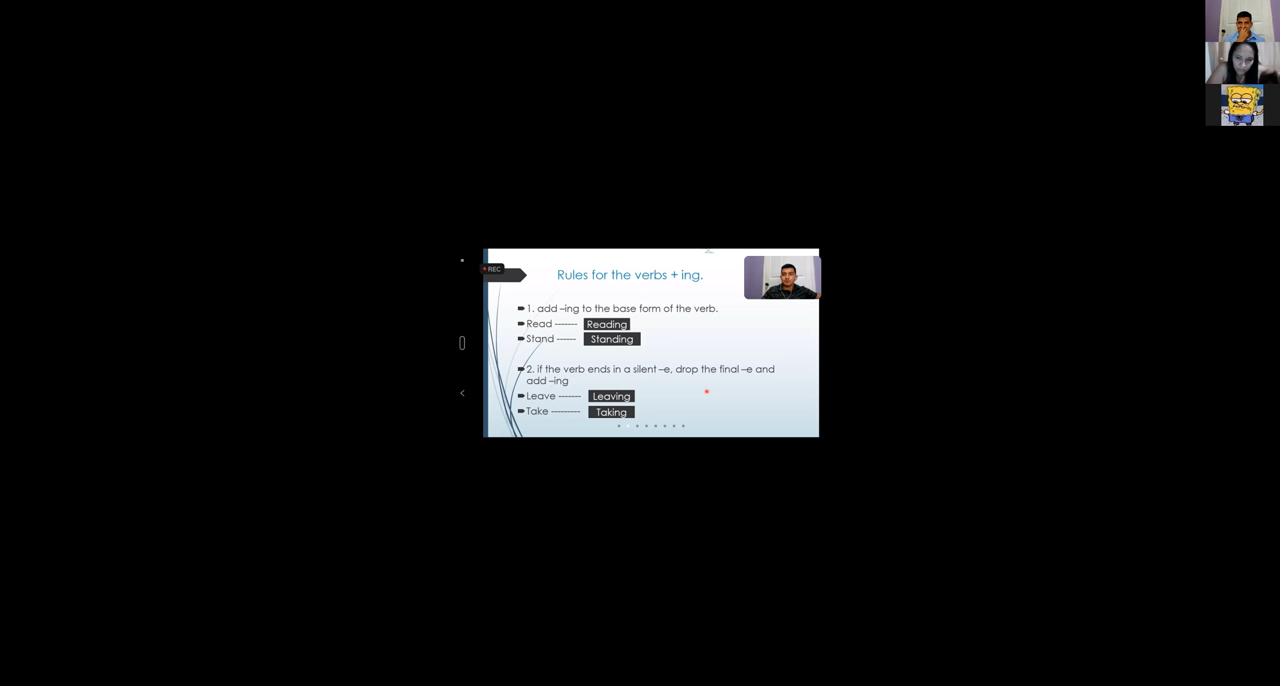 REC
Rules for the verbs + ing.
1. add –ing to the base form of the verb.
Read ------- Reading
Stand ------ Standing
2. if the verb ends in a silent –e, drop the final –e and
add –ing
Leave ------- Leaving
Take --------- Taking